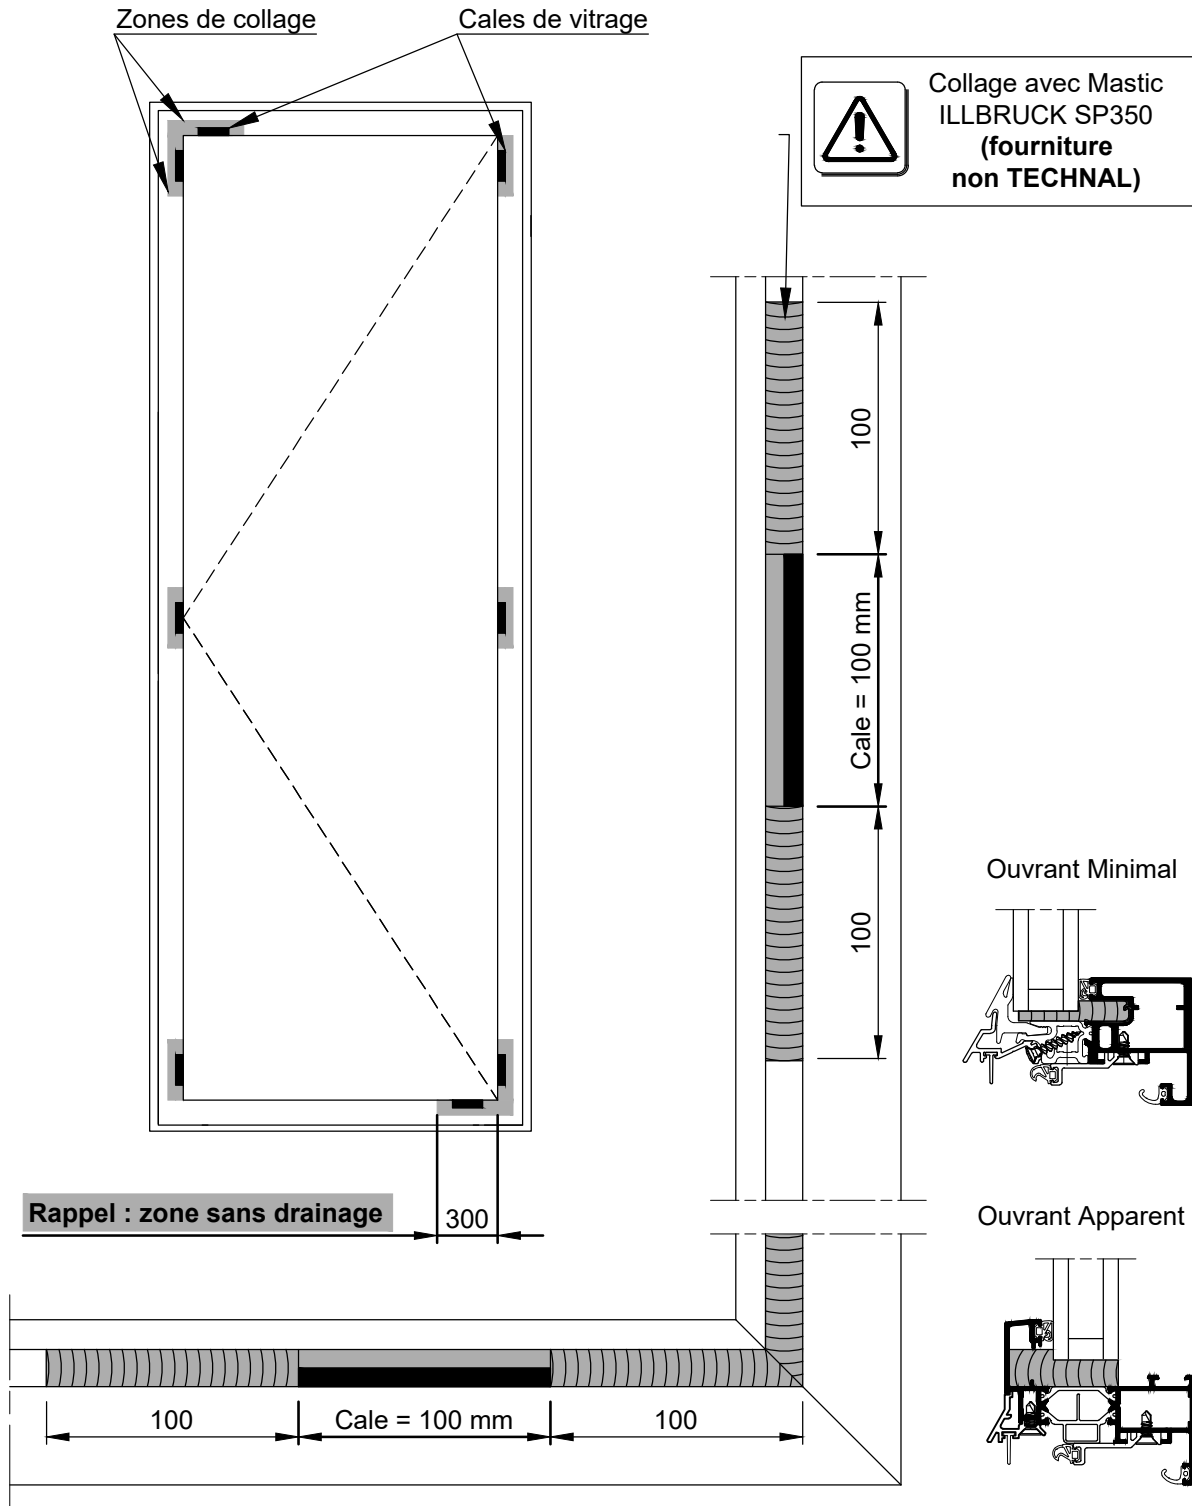 Zones de collage
Cales de vitrage
Collage avec Mastic
ILLBRUCK SP350
(fourniture
non TECHNAL)
100
Cale = 100 mm
100
Ouvrant Minimal
Rappel : zone sans drainage
300
Ouvrant Apparent
100
Cale = 100 mm
100